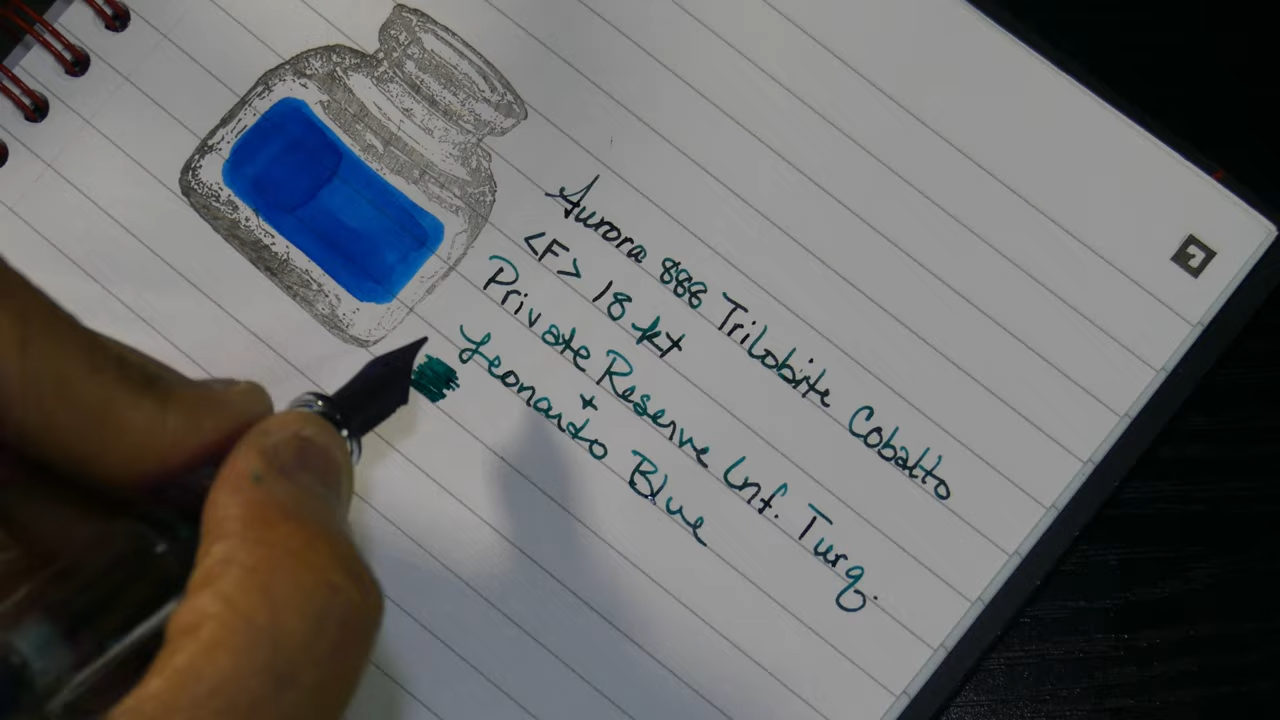 Aurora 888 Trilobite Cobalto
<F> 18 kt
Private Reserve Inf. Turq.
+
Leonardo Blue